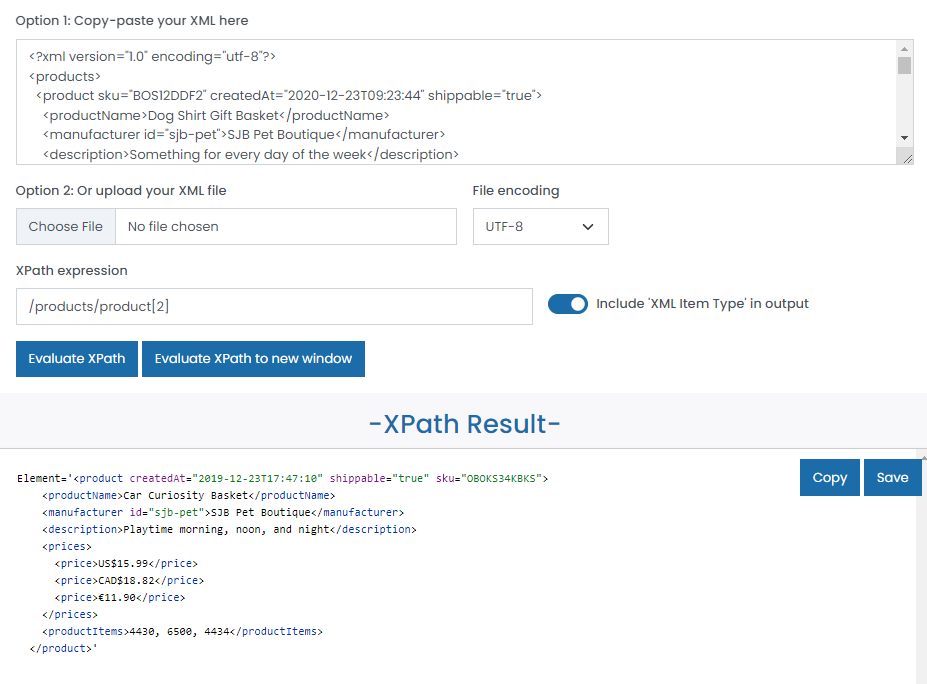 Option 1: Copy-paste your XML here
<?xml version="1.0" encoding="utf-8"?>
<products>
<product sku="BOS12DDF2" createdAt="2020-12-23T09:23:44" shippable="true">
<productName>Dog Shirt Gift Basket</productName>
<manufacturer id="sjb-pet">SJB Pet Boutique</manufacturer>
<description>Something for every day of the week</description>
Option 2: Or upload your XML file
File encoding
Choose File No file chosen
UTF-8
XPath expression
/products/product[2]
Include 'XML Item Type' in output
Evaluate XPath
Evaluate XPath to new window
-XPath Result-
Copy
Save
Element='<product createdAt="2019-12-23T17:47:10" shippable="true" sku="OBOKS34KBKS">
<productName>Car Curiosity Basket</productName>
<manufacturer id="sjb-pet">SJB Pet Boutique</manufacturer>
<description>Playtime morning, noon, and night</description>
<prices>
<price>US$15.99</price>
<price>CAD$18.82</price>
<price>€11.90</price>
</prices>
<productItems>4430, 6500, 4434</productItems>
</product>'